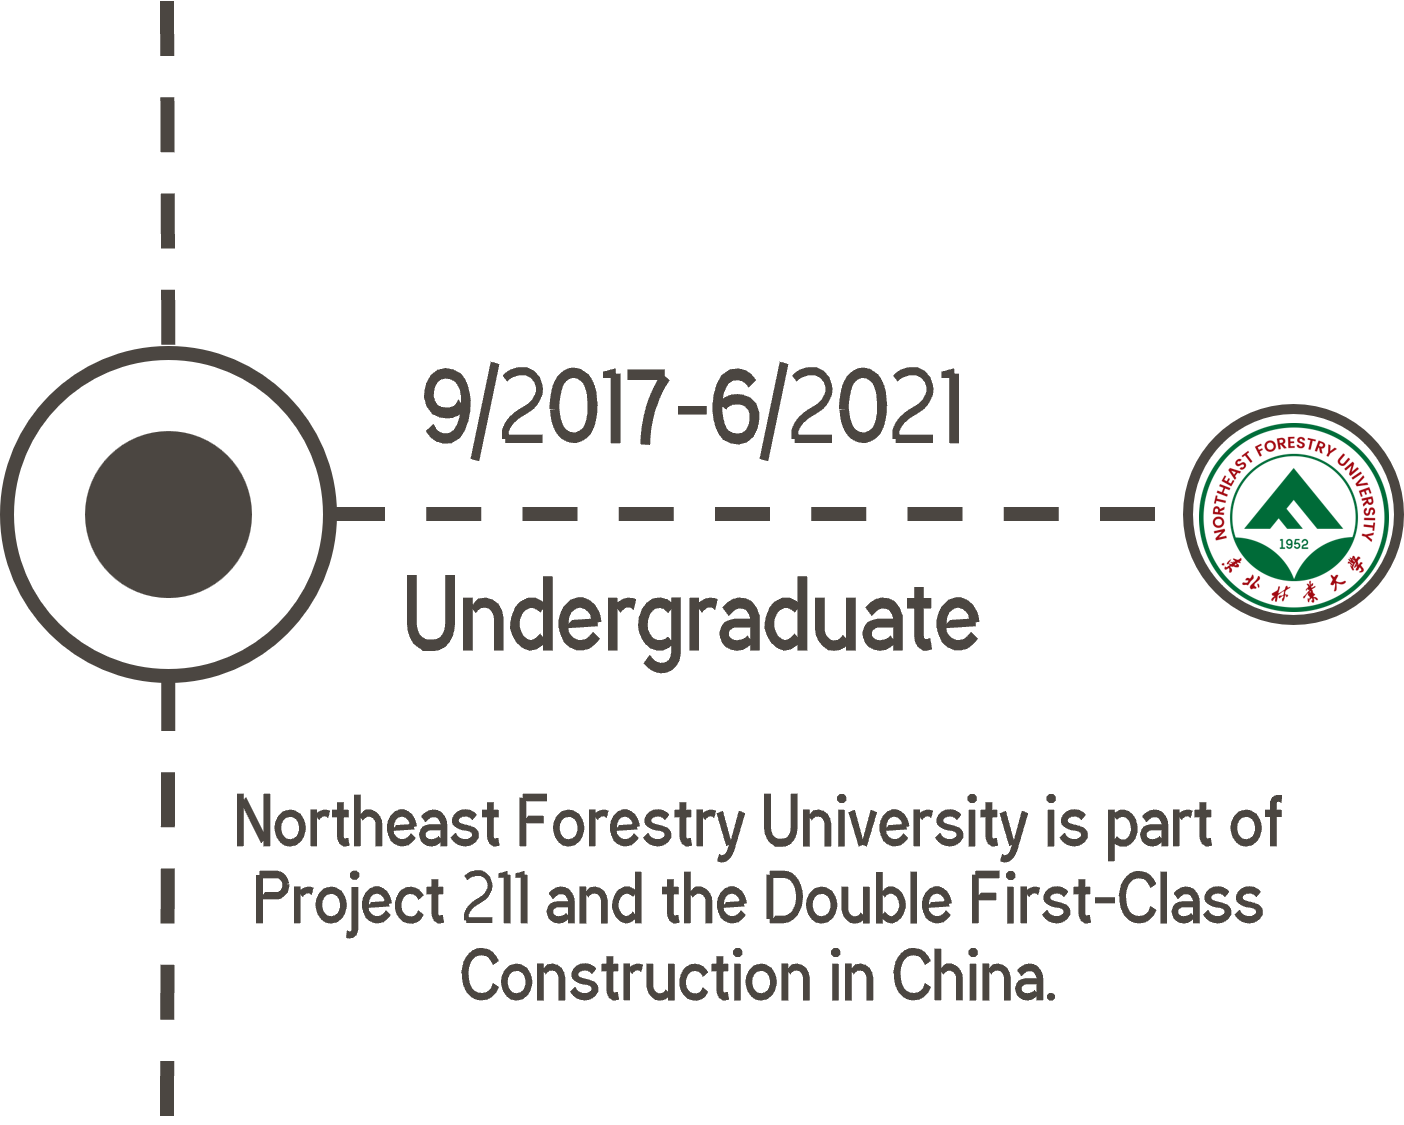 9/2017-6/2021
NORTHEAST FORESTRY UNIVERSITY
1952
东北林业大学
Undergraduate
Northeast Forestry University is part of
Project 211 and the Double First-Class
Construction in China.